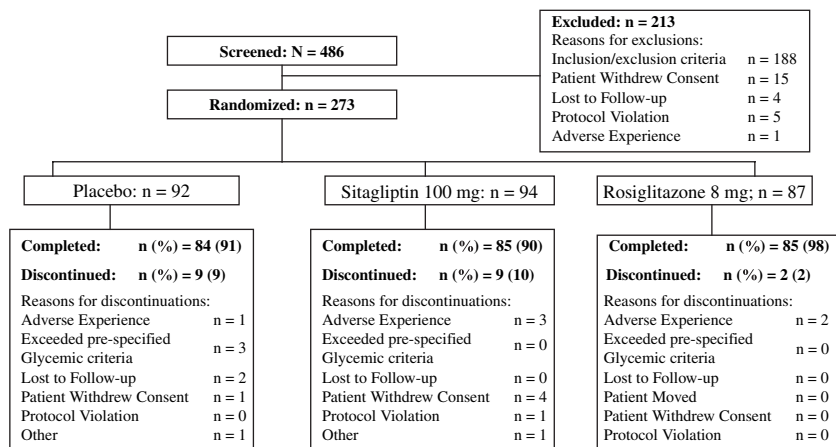 Screened: N = 486
Excluded: n = 213
Reasons for exclusions:
Inclusion/exclusion criteria n = 188
Patient Withdrew Consent n = 15
Lost to Follow-up n = 4
Protocol Violation n = 5
Adverse Experience n = 1
Randomized: n = 273
Placebo: n = 92
Completed: n (%) = 84 (91)
Discontinued: n (%) = 9 (9)
Reasons for discontinuations:
Adverse Experience n = 1
Exceeded pre-specified
Glycemic criteria n = 3
Lost to Follow-up n = 2
Patient Withdrew Consent n = 1
Protocol Violation n = 0
Other n = 1
Sitagliptin 100 mg: n = 94
Completed: n (%) = 85 (90)
Discontinued: n (%) = 9 (10)
Reasons for discontinuations:
Adverse Experience n = 3
Exceeded pre-specified
Glycemic criteria n = 0
Lost to Follow-up n = 0
Patient Withdrew Consent n = 4
Protocol Violation n = 1
Other n = 1
Rosiglitazone 8 mg; n = 87
Completed: n (%) = 85 (98)
Discontinued: n (%) = 2 (2)
Reasons for discontinuations:
Adverse Experience n = 2
Exceeded pre-specified
Glycemic criteria n = 0
Lost to Follow-up n = 0
Patient Moved n = 0
Patient Withdrew Consent n = 0
Protocol Violation n = 0